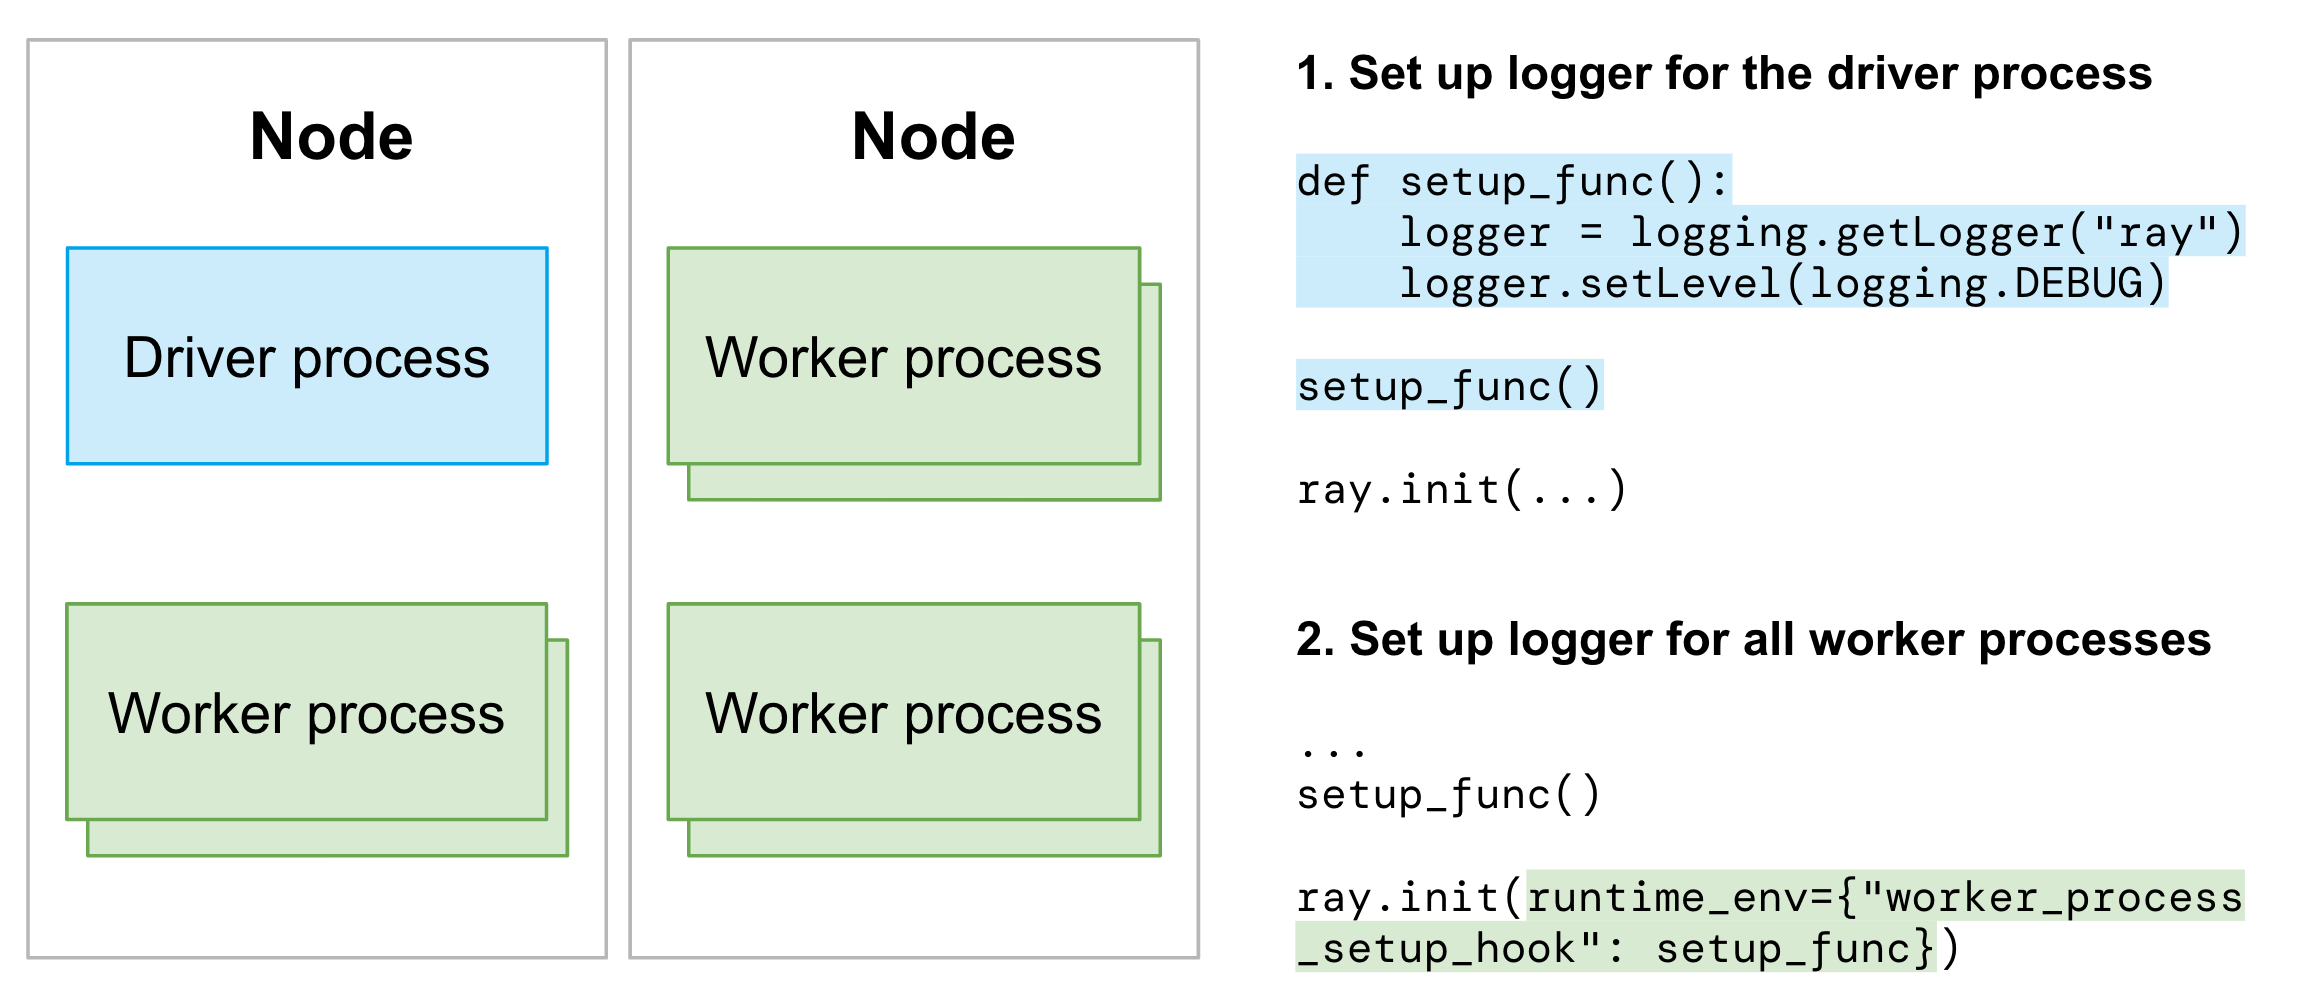 Node
Driver process
Worker process
Node
Worker process
Worker process
1. Set up logger for the driver process
def setup_func():
    logger = logging.getLogger("ray")
    logger.setLevel(logging.DEBUG)
setup_func()
ray.init(...)
2. Set up logger for all worker processes
...
setup_func()
ray.init(runtime_env={"worker_process
_setup_hook": setup_func})